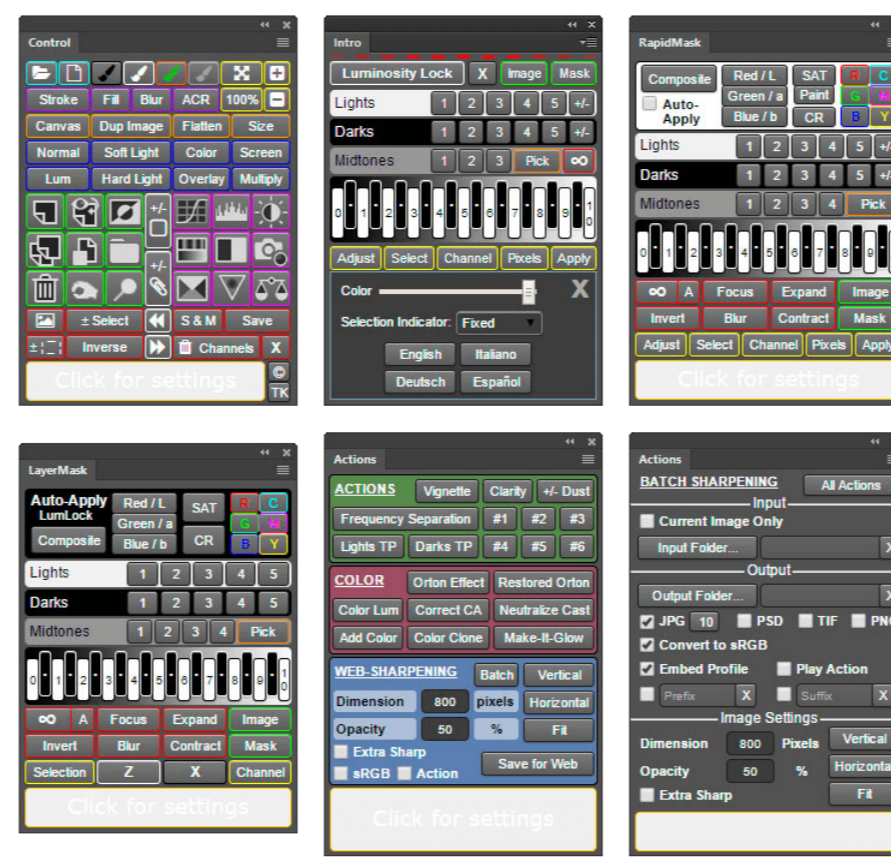 Control
Stroke Fill Blur ACR 100%
Canvas Dup Image Flatten Size
Normal Soft Light Color Screen
Lum Hard Light Overlay Multiply
+/-
+/-
± Select S & M Save
Inverse Channels X
Click for settings
©
TK
Intro
Luminosity Lock X Image Mask
Lights 1 2 3 4 5 +/-
Darks 1 2 3 4 5 +/-
Midtones 1 2 3 Pick ∞
0 1 2 3 4 5 6 7 8 9 10
Adjust Select Channel Pixels Apply
Color X
Selection Indicator: Fixed
English Italiano
Deutsch Español
RapidMask
Composite Red / L SAT R C
Auto-Apply Green / a Paint G M
Blue / b CR B Y
Lights 1 2 3 4 5 +/-
Darks 1 2 3 4 5 +/-
Midtones 1 2 3 4 Pick
0 1 2 3 4 5 6 7 8 9
∞ A Focus Expand Image
Invert Blur Contract Mask
Adjust Select Channel Pixels Apply
Click for settings
LayerMask
Auto-Apply LumLock Red / L SAT R C
Green / a G M
Composite Blue / b CR B Y
Lights 1 2 3 4 5
Darks 1 2 3 4 5
Midtones 1 2 3 4 Pick
0 1 2 3 4 5 6 7 8 9 10
∞ A Focus Expand Image
Invert Blur Contract Mask
Selection Z X Channel
Click for settings
Actions
ACTIONS Vignette Clarity +/- Dust
Frequency Separation #1 #2 #3
Lights TP Darks TP #4 #5 #6
COLOR Orton Effect Restored Orton
Color Lum Correct CA Neutralize Cast
Add Color Color Clone Make-It-Glow
WEB-SHARPENING Batch Vertical
Dimension 800 pixels Horizontal
Opacity 50 % Fit
Extra Sharp
sRGB Action Save for Web
Click for settings
Actions
BATCH SHARPENING All Actions
Input
Current Image Only
Input Folder... X
Output
Output Folder... X
JPG 10 PSD TIF PNG
Convert to sRGB
Embed Profile Play Action
Prefix X Suffix X
Image Settings
Dimension 800 Pixels Vertical
Opacity 50 % Horizontal
Extra Sharp Fit